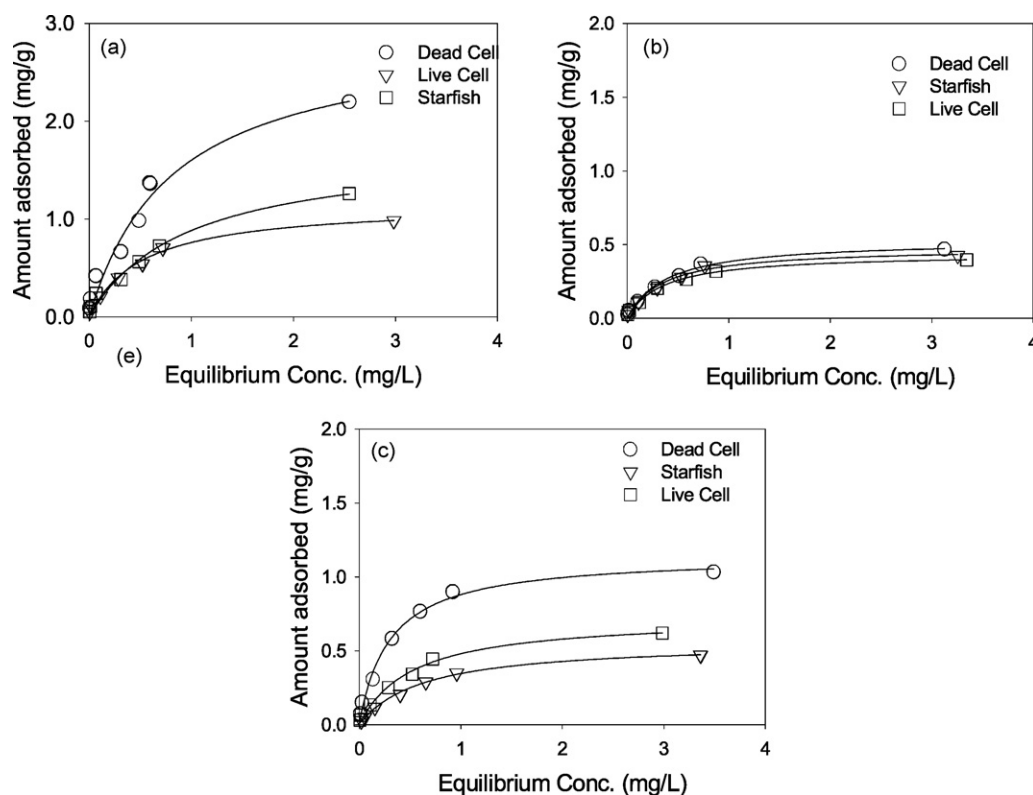 (a)
Dead Cell
Live Cell
Starfish
3.0
2.0
1.0
0.0
Amount adsorbed (mg/g)
0 1 2 3 4
(e)
Equilibrium Conc. (mg/L)
(b)
Dead Cell
Starfish
Live Cell
2.0
1.5
1.0
0.5
0.0
Amount adsorbed (mg/g)
0 1 2 3 4
Equilibrium Conc. (mg/L)
(c)
Dead Cell
Starfish
Live Cell
2.0
1.5
1.0
0.5
0.0
Amount adsorbed (mg/g)
0 1 2 3 4
Equilibrium Conc. (mg/L)